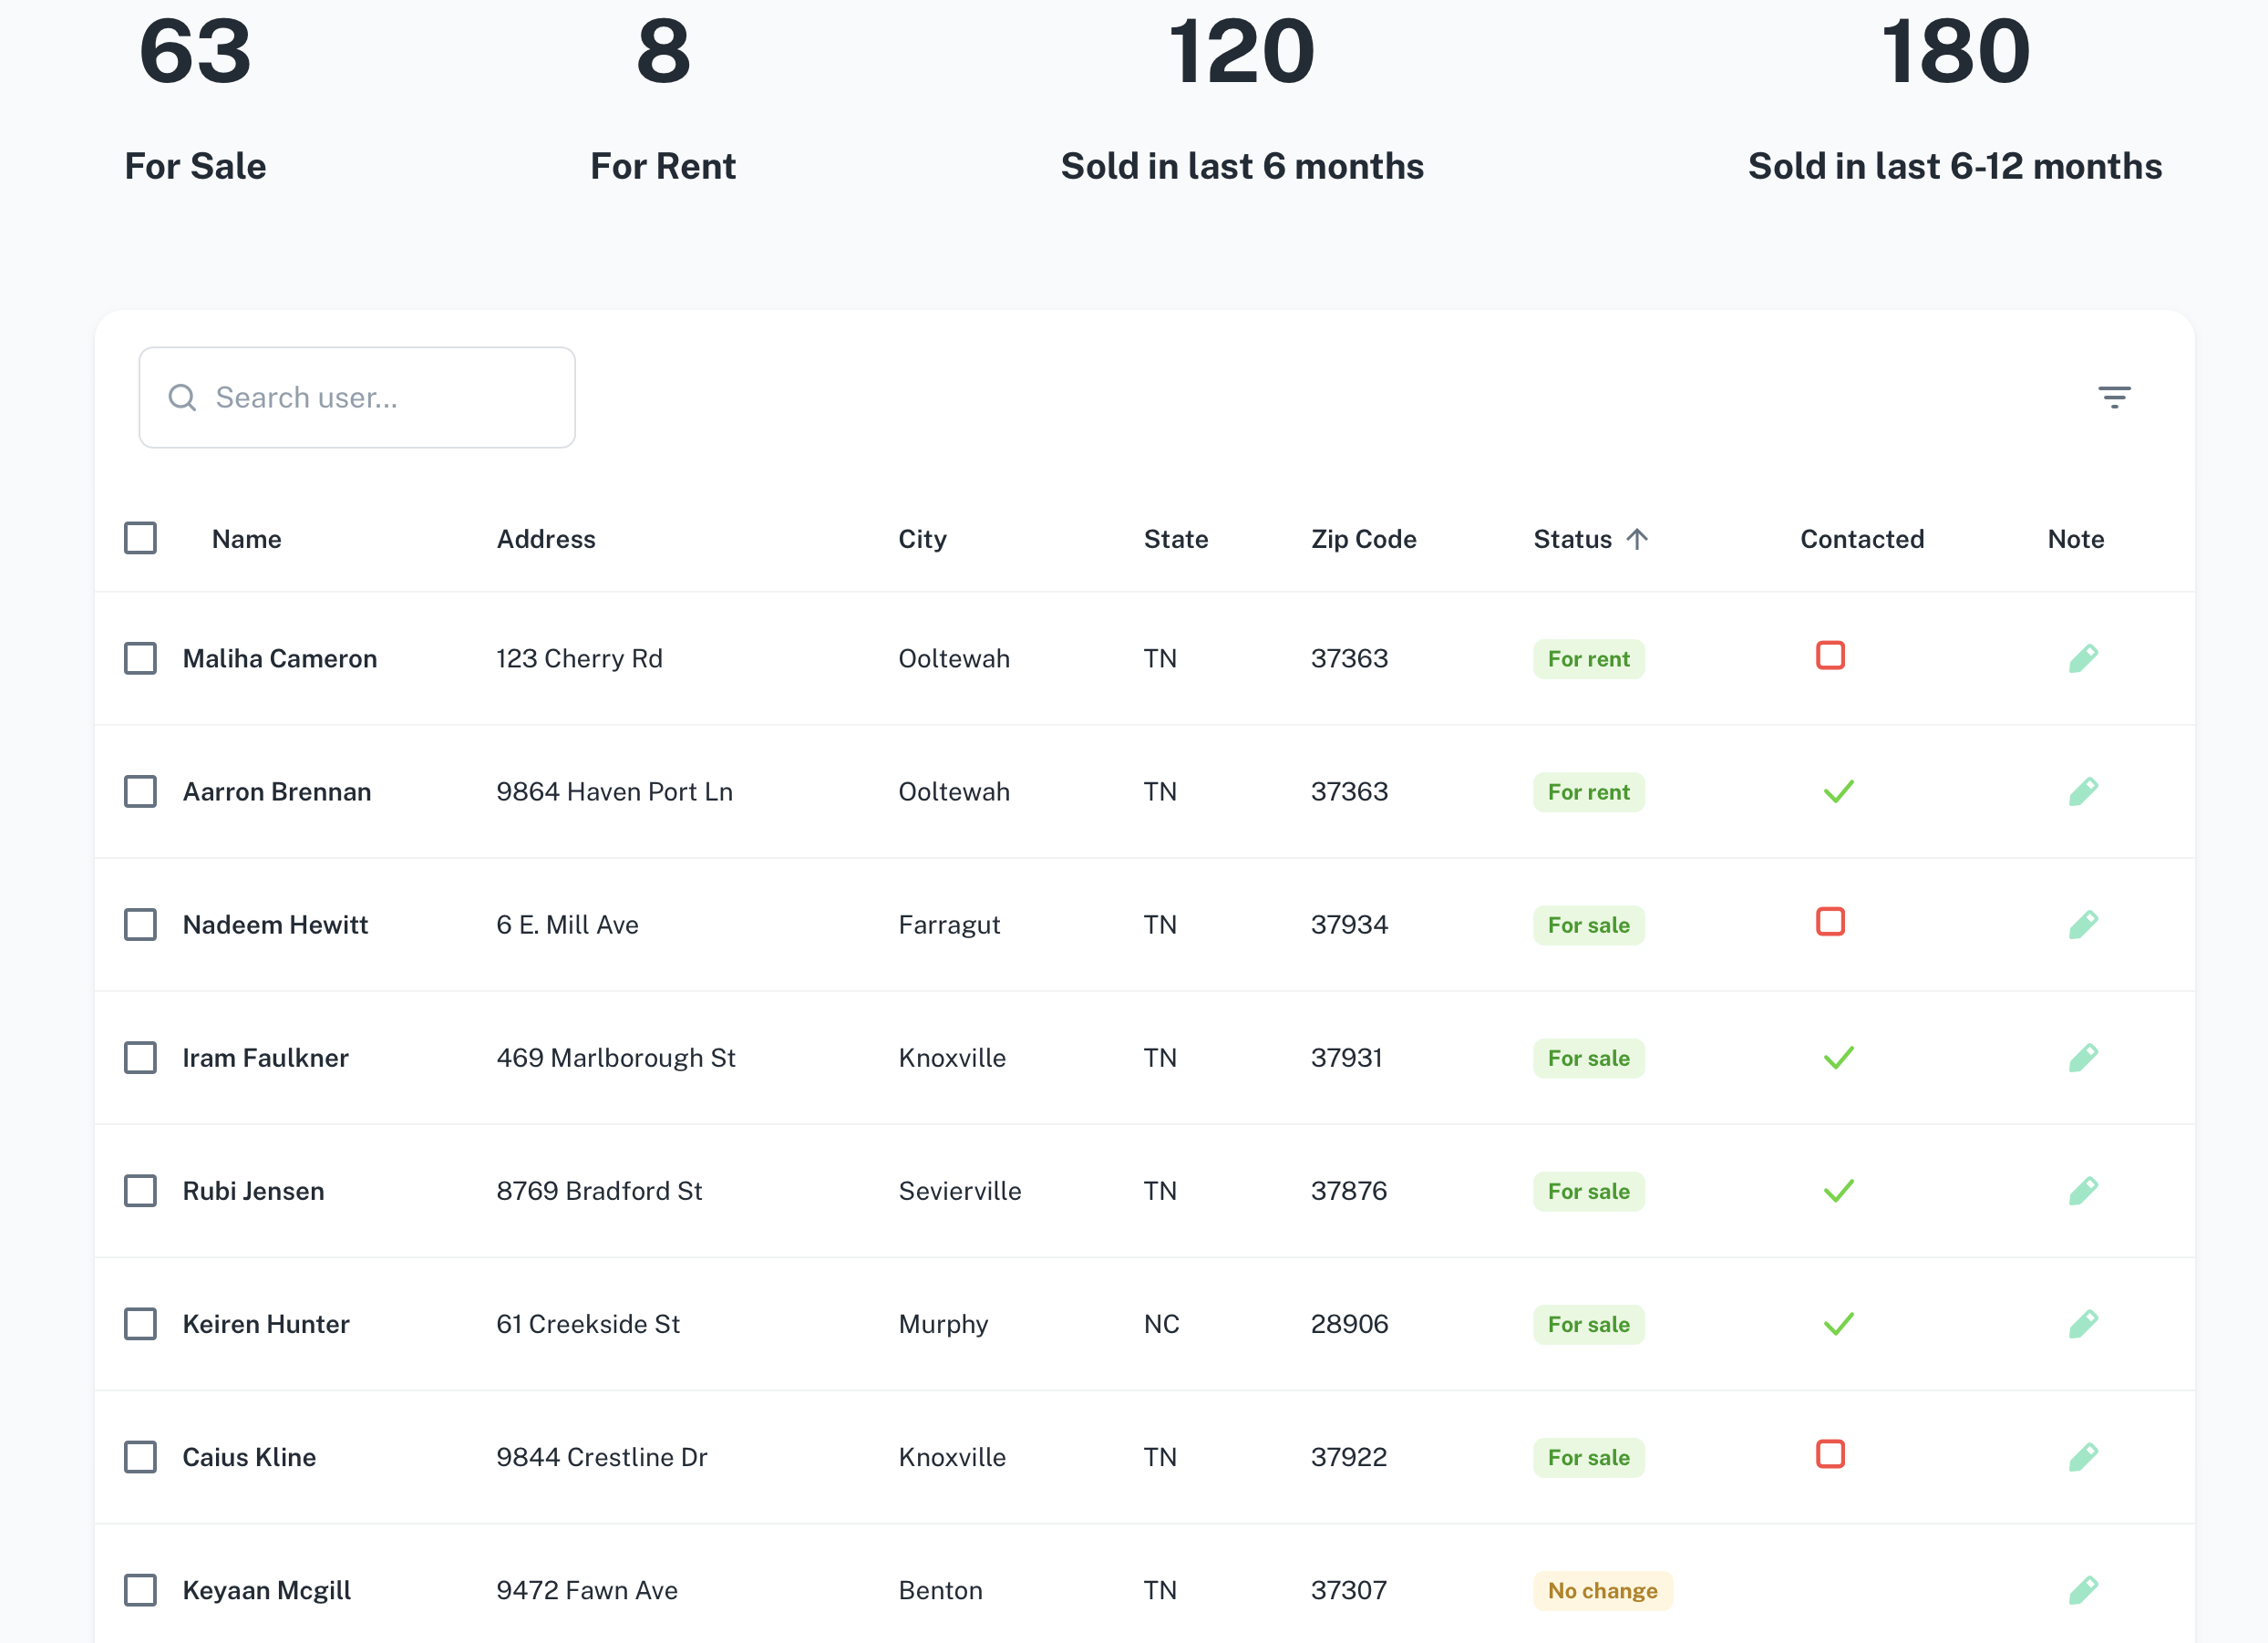 63 8 120 180
For Sale For Rent Sold in last 6 months Sold in last 6-12 months
Search user...
Name Address City State Zip Code Status Contacted Note
Maliha Cameron 123 Cherry Rd Ooltewah TN 37363 For rent
Aarron Brennan 9864 Haven Port Ln Ooltewah TN 37363 For rent
Nadeem Hewitt 6 E. Mill Ave Farragut TN 37934 For sale
Iram Faulkner 469 Marlborough St Knoxville TN 37931 For sale
Rubi Jensen 8769 Bradford St Sevierville TN 37876 For sale
Keiren Hunter 61 Creekside St Murphy NC 28906 For sale
Caius Kline 9844 Crestline Dr Knoxville TN 37922 For sale
Keyaan Mcgill 9472 Fawn Ave Benton TN 37307 No change